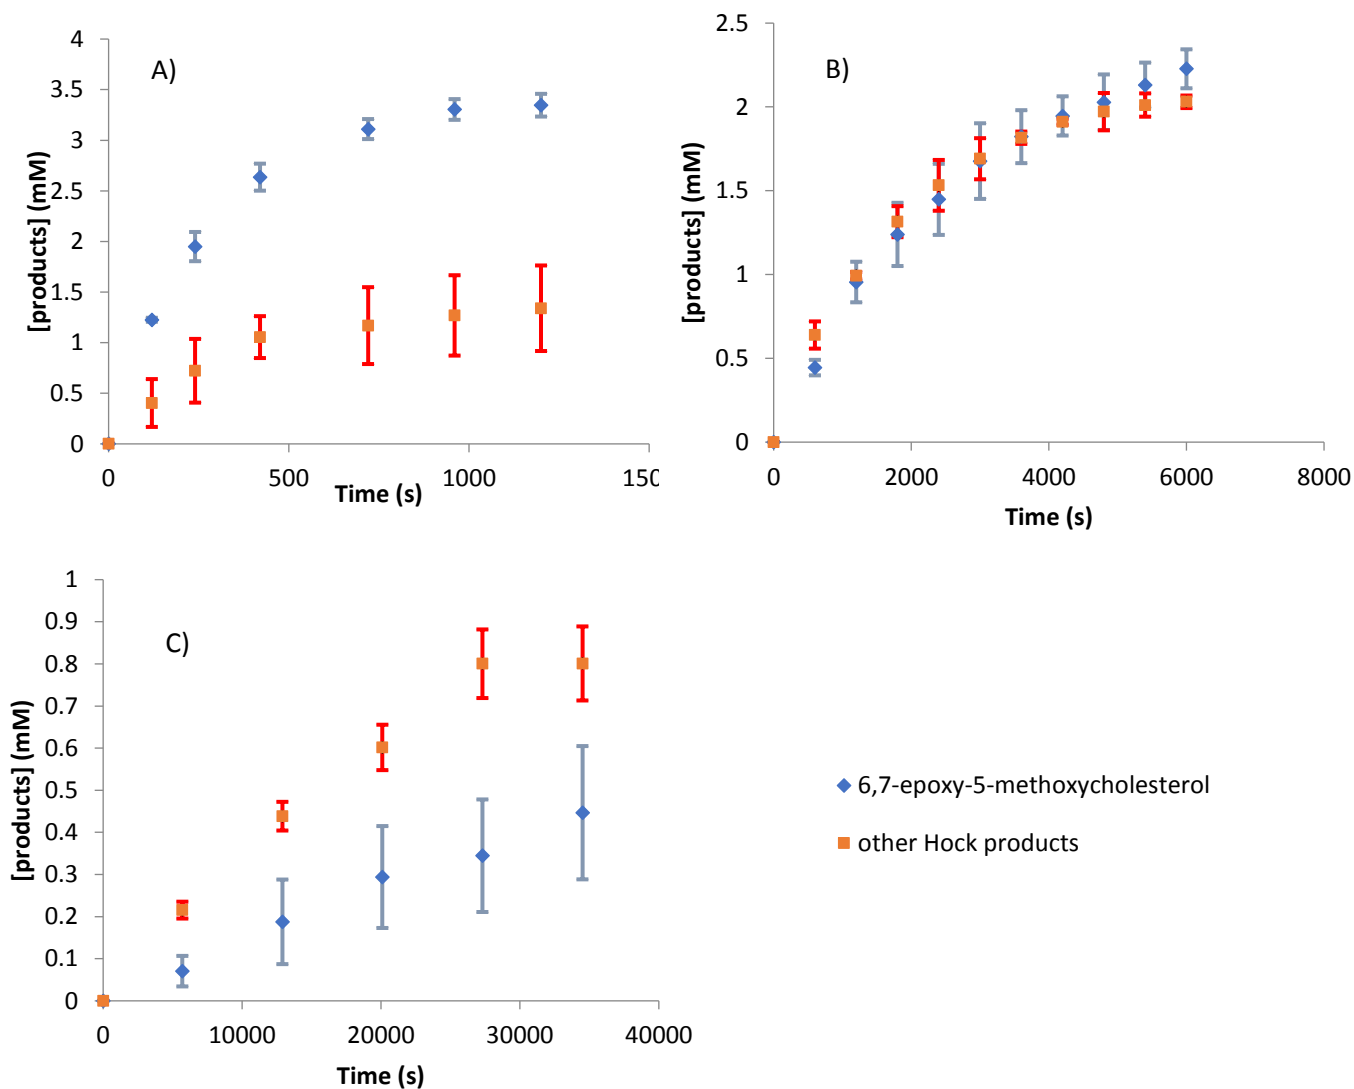 A)
[products] (mM)
4
3.5
3
2.5
2
1.5
1
0.5
0
0 500 1000 150
Time (s)
B)
[products] (mM)
2.5
2
1.5
1
0.5
0
0 2000 4000 6000 8000
Time (s)
C)
[products] (mM)
1
0.9
0.8
0.7
0.6
0.5
0.4
0.3
0.2
0.1
0
0 10000 20000 30000 40000
Time (s)
6,7-epoxy-5-methoxycholesterol
other Hock products